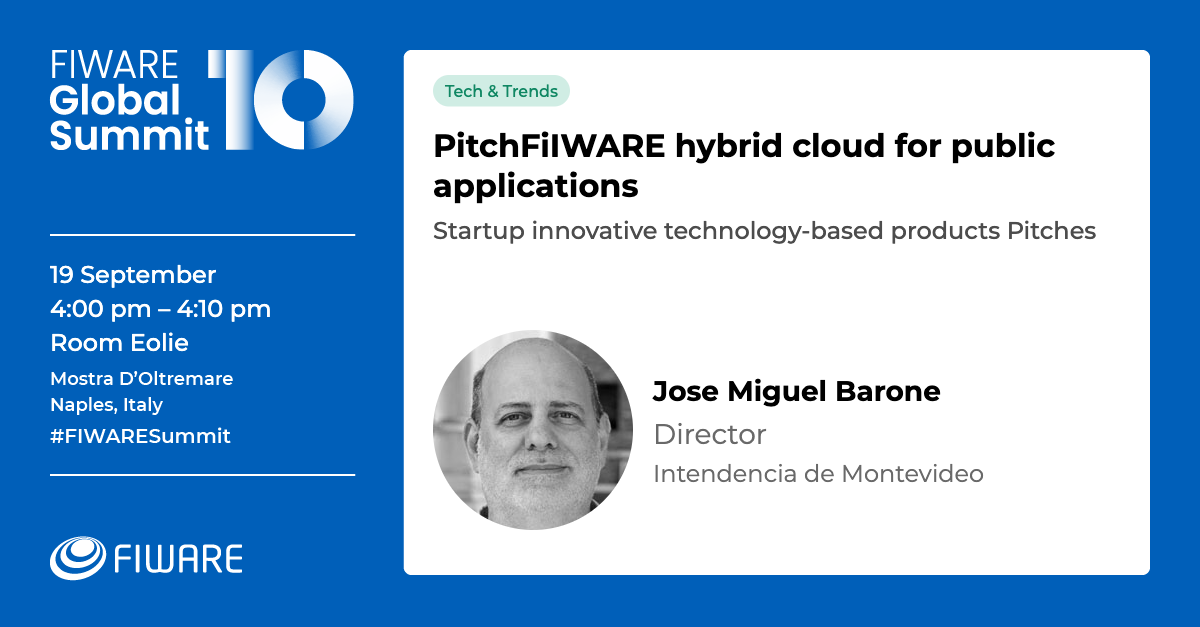 FIWARE
Global
Summit
10
19 September
4:00 pm – 4:10 pm
Room Eolie
Mostra D’Oltremare
Naples, Italy
#FIWARESummit
FIWARE
Tech & Trends
PitchFiIWARE hybrid cloud for public
applications
Startup innovative technology-based products Pitches
Jose Miguel Barone
Director
Intendencia de Montevideo